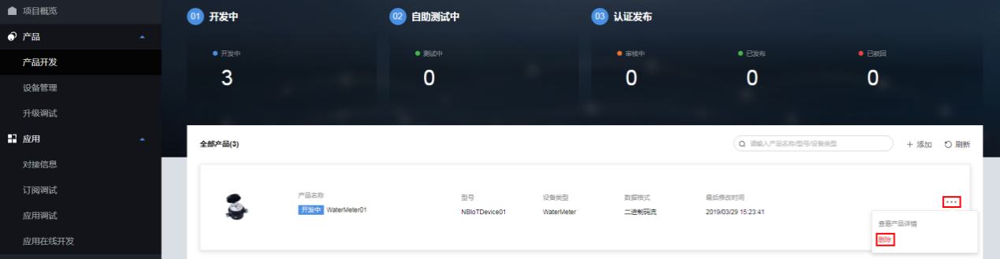 项目概览
产品
产品开发
设备管理
升级调试
应用
对接信息
订阅调试
应用调试
应用在线开发
01 开发中
开发中
3
02 自助测试中
测试中
0
03 认证发布
审核中
0
已发布
0
已驳回
0
全部产品(3)
请输入产品名称/型号/设备类型
+ 添加
刷新
产品名称
开发中 WaterMeter01
型号
NBIoTDevice01
设备类型
WaterMeter
数据格式
二进制码流
最后修改时间
2019/03/29 15:23:41
查看产品详情
删除